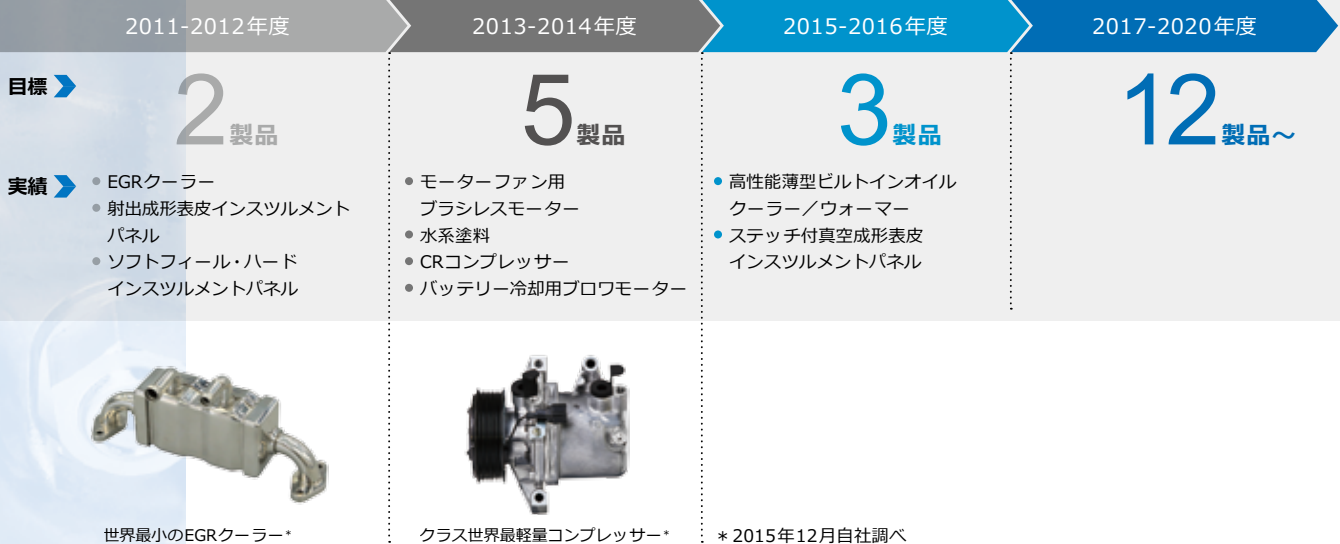 2011-2012年度
2013-2014年度
2015-2016年度
2017-2020年度
目標
2製品
5製品
3製品
12製品～
実績
• EGRクーラー
• 射出成形表皮インスツルメント
パネル
• ソフトフィール・ハード
インスツルメントパネル
• モーターファン用
ブラシレスモーター
• 水系塗料
• CRコンプレッサー
• バッテリー冷却用ブロワモーター
• 高性能薄型ビルトインオイル
クーラー／ウォーマー
• ステッチ付真空成形表皮
インスツルメントパネル
世界最小のEGRクーラー*
クラス世界最軽量コンプレッサー*
＊2015年12月自社調べ